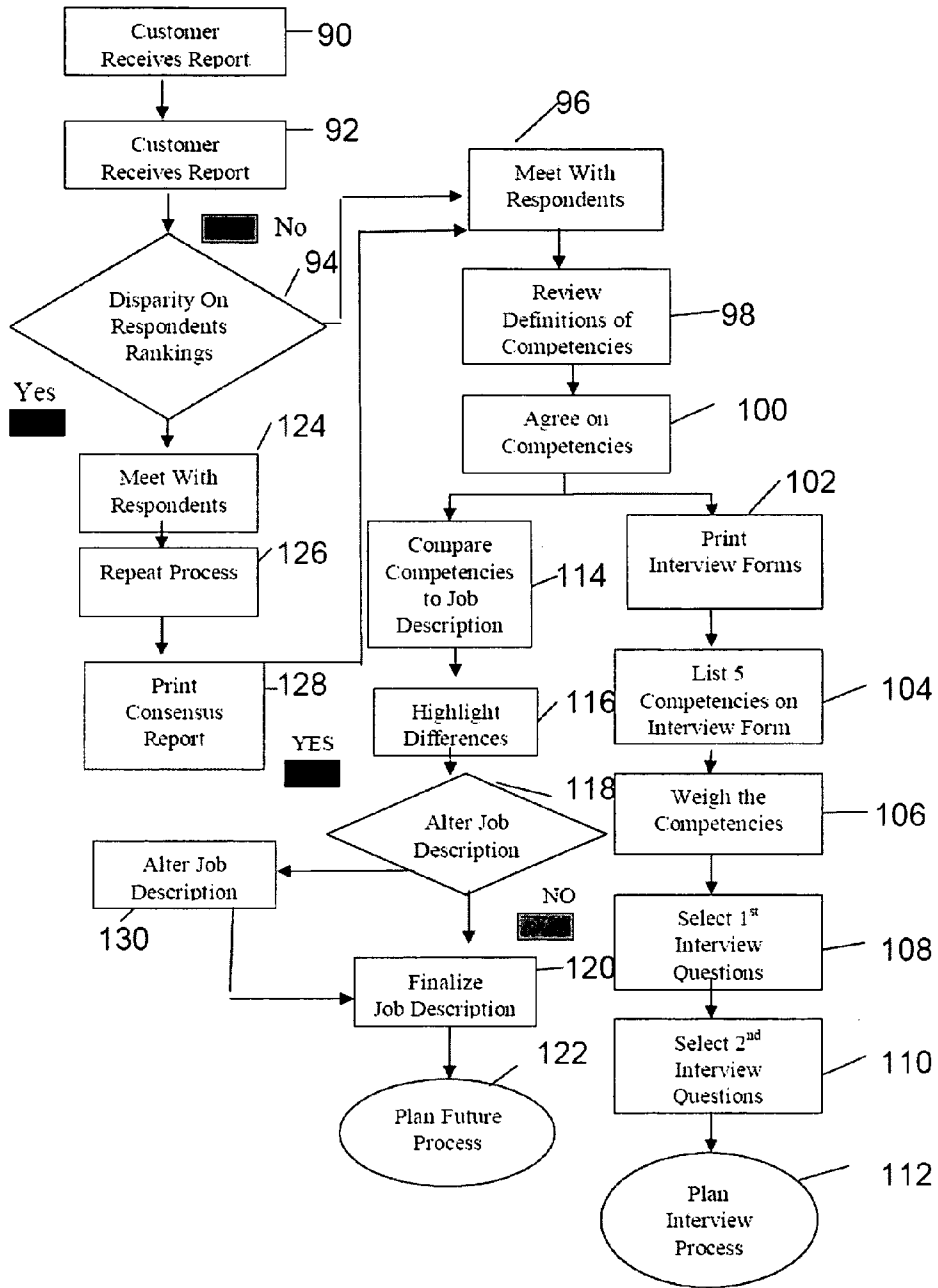 Customer
Receives Report
90
Customer
Receives Report
92
No
Disparity On
Respondents
Rankings
94
Yes
Meet With
Respondents
124
Repeat Process
126
Print
Consensus
Report
128
Meet With
Respondents
96
Review
Definitions of
Competencies
98
Agree on
Competencies
100
Compare
Competencies
to Job
Description
114
Highlight
Differences
116
YES
Alter Job
Description
118
Alter Job
Description
130
NO
Finalize
Job Description
120
Plan Future
Process
122
Print
Interview Forms
102
List 5
Competencies on
Interview Form
104
Weigh the
Competencies
106
Select 1st
Interview
Questions
108
Select 2nd
Interview
Questions
110
Plan
Interview
Process
112